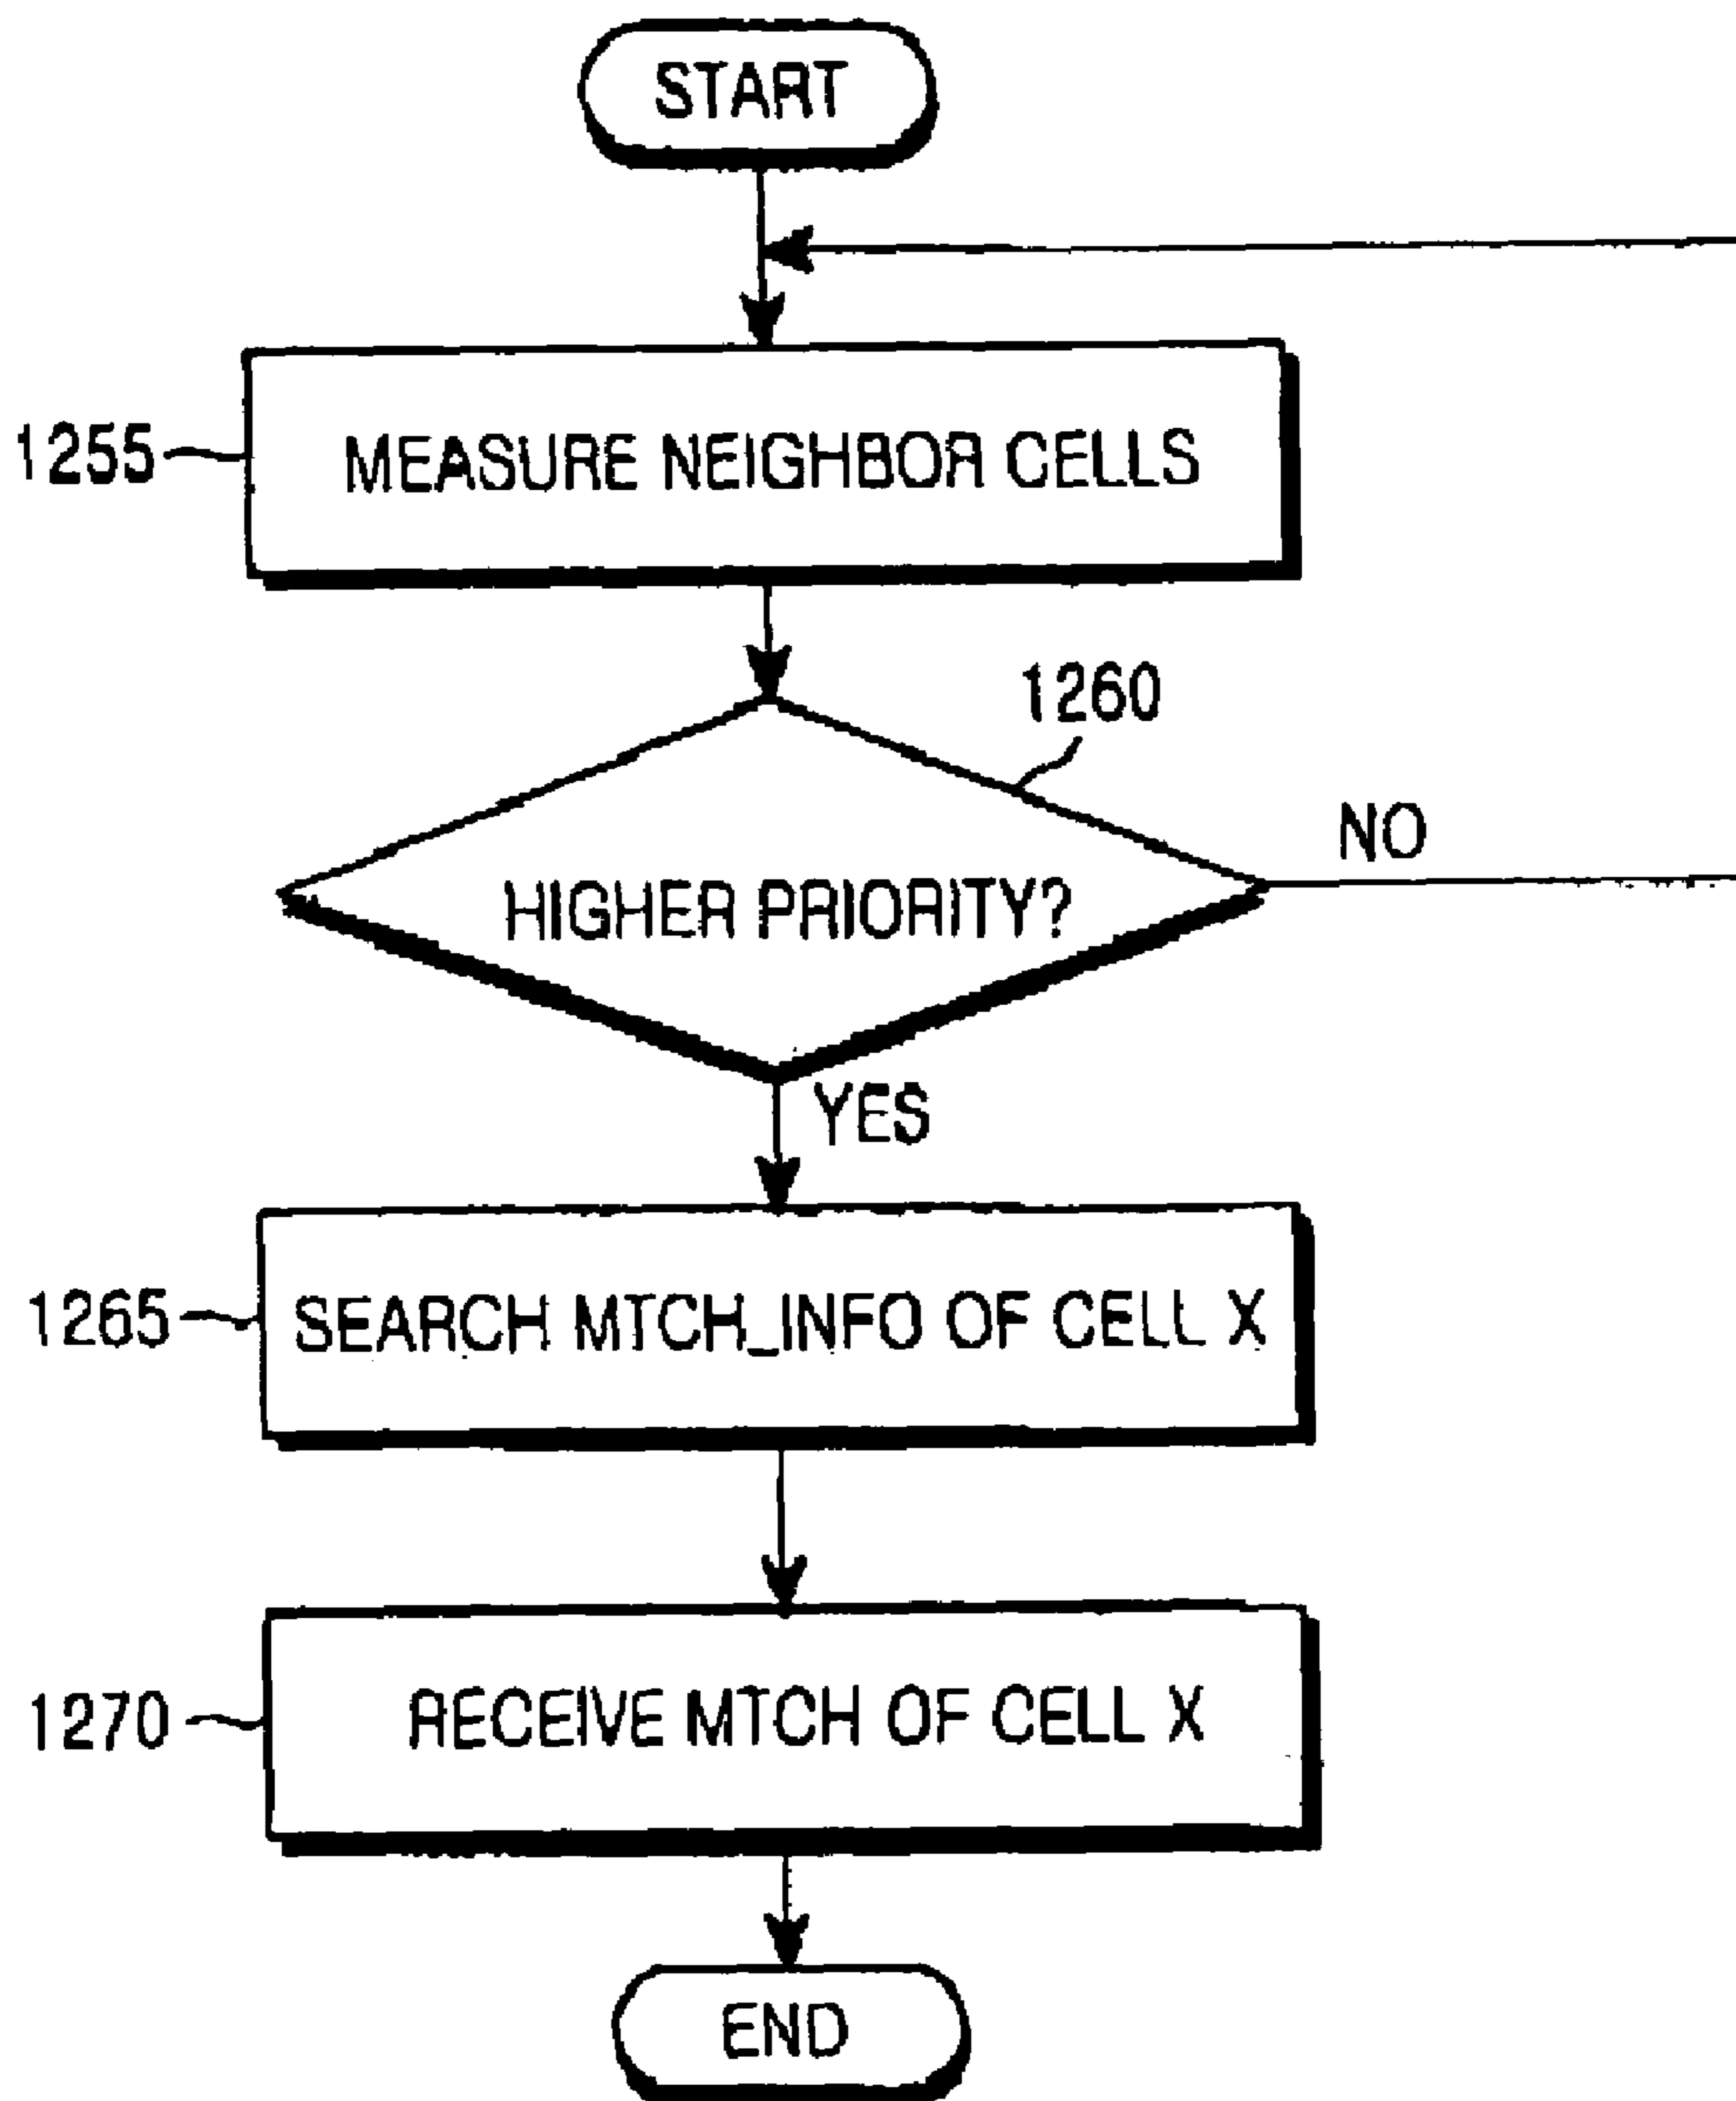 START
1255
MEASURE NEIGHBOR CELLS
1260
HIGHER PRIORITY?
NO
YES
1265
SEARCH MTCH_INFO OF CELL X
1270
RECEIVE MTCH OF CELL X
END